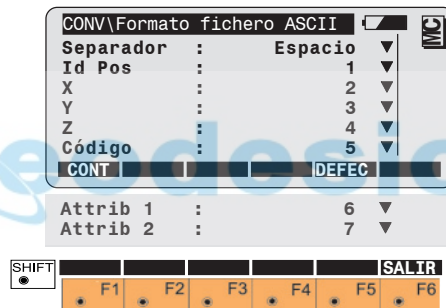 CONV\Formato fichero ASCII
MC
Separador : Espacio ▼
Id Pos : 1 ▼
X : 2 ▼
Y : 3 ▼
Z : 4 ▼
Código : 5 ▼
CONT DEFEC
Attrib 1 : 6 ▼
Attrib 2 : 7 ▼
SHIFT SALIR
F1 F2 F3 F4 F5 F6